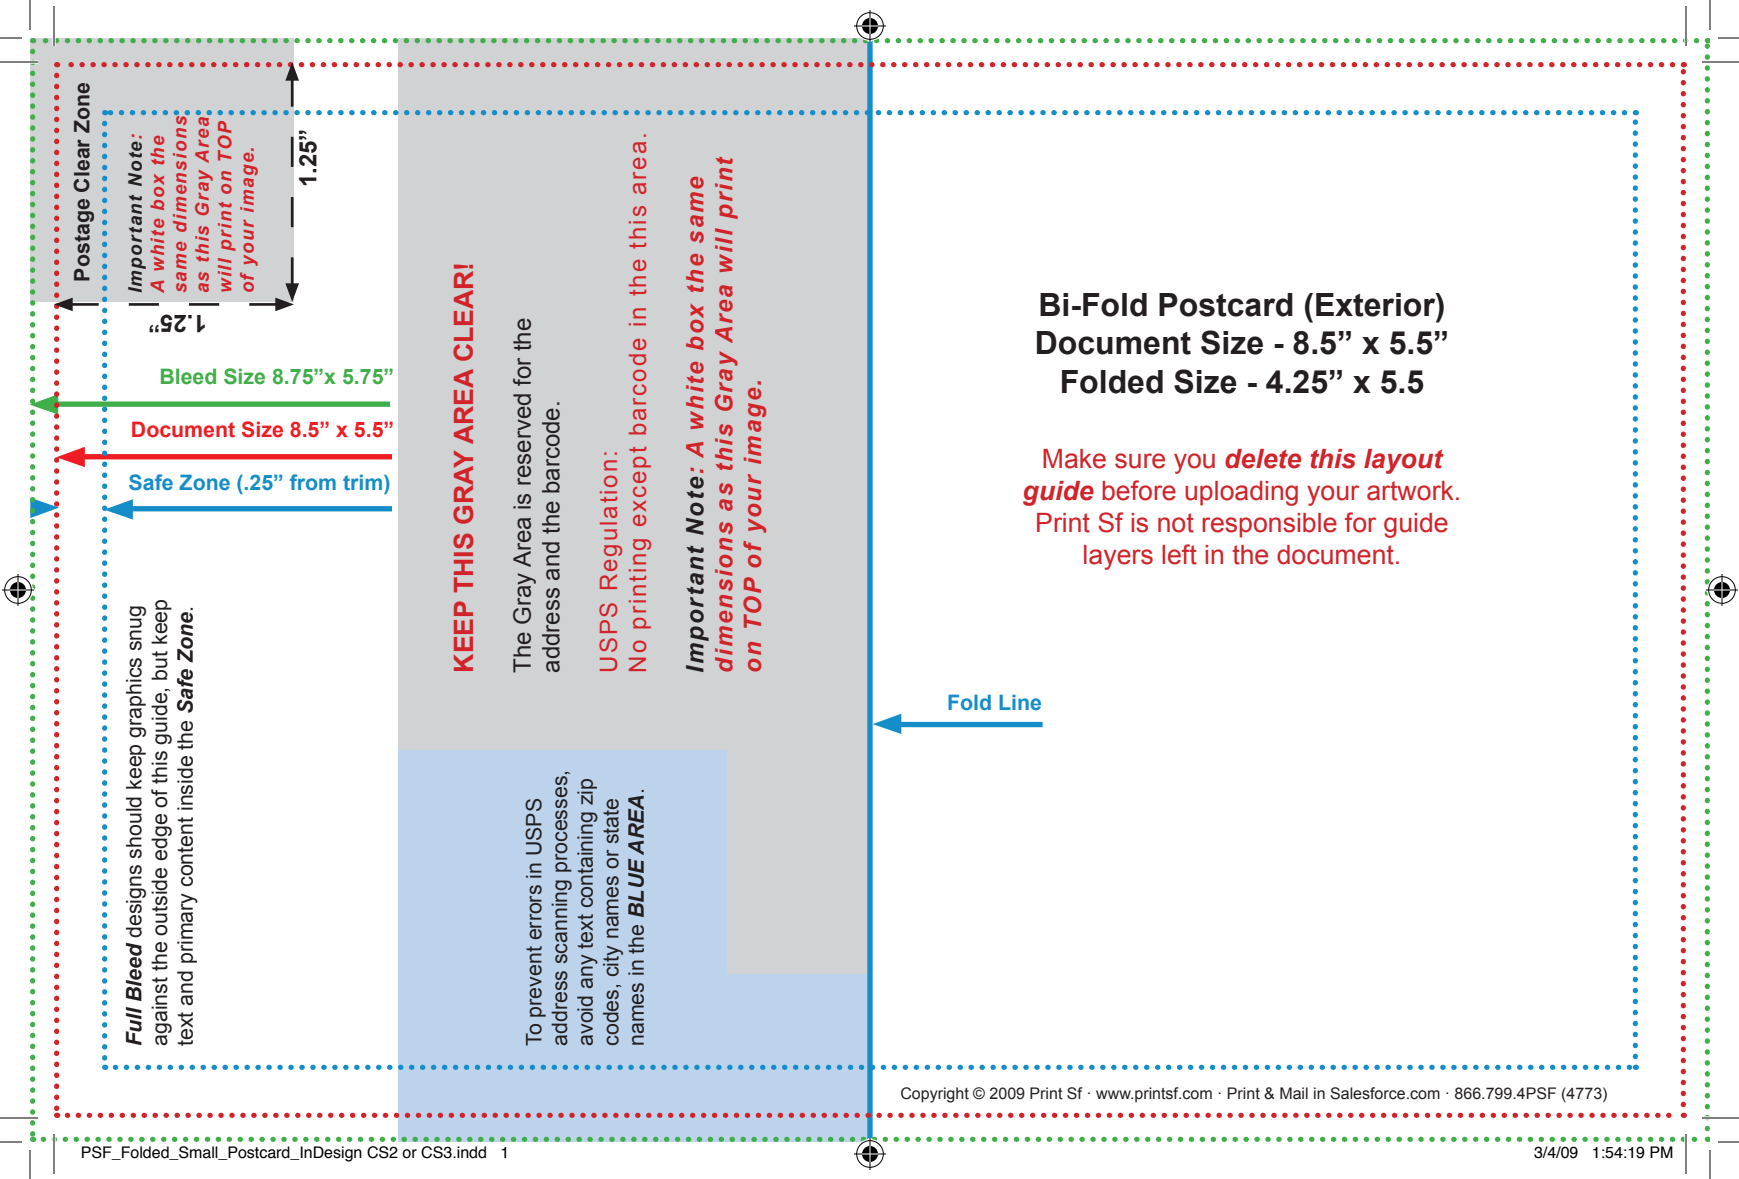 Postage Clear Zone
Important Note:
A white box the
same dimensions
as this Gray Area
will print on TOP
of your image.
1.25”
1.25”
Bleed Size 8.75”x 5.75”
Document Size 8.5” x 5.5”
Safe Zone (.25” from trim)
Full Bleed designs should keep graphics snug
against the outside edge of this guide, but keep
text and primary content inside the Safe Zone.
KEEP THIS GRAY AREA CLEAR!
The Gray Area is reserved for the
address and the barcode.
USPS Regulation:
No printing except barcode in the this area.
Important Note: A white box the same
dimensions as this Gray Area will print
on TOP of your image.
To prevent errors in USPS
address scanning processes,
avoid any text containing zip
codes, city names or state
names in the BLUE AREA.
Bi-Fold Postcard (Exterior)
Document Size - 8.5” x 5.5”
Folded Size - 4.25” x 5.5
Make sure you delete this layout
guide before uploading your artwork.
Print Sf is not responsible for guide
layers left in the document.
Fold Line
Copyright © 2009 Print Sf · www.printsf.com · Print & Mail in Salesforce.com · 866.799.4PSF (4773)
PSF_Folded_Small_Postcard_InDesign CS2 or CS3.indd 1
3/4/09 1:54:19 PM